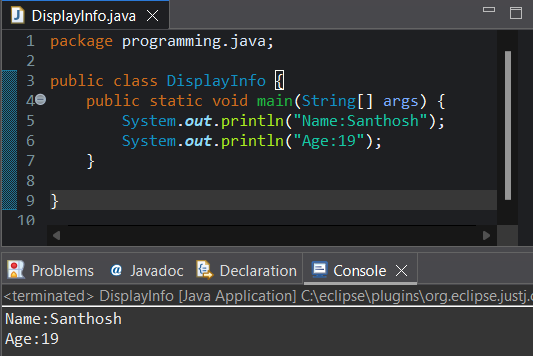 DisplayInfo.java
1 package programming.java;
2
3 public class DisplayInfo {
4     public static void main(String[] args) {
5         System.out.println("Name:Santhosh");
6         System.out.println("Age:19");
7     }
8
9 }
10
Problems @ Javadoc Declaration Console
<terminated> DisplayInfo [Java Application] C:\eclipse\plugins\org.eclipse.justj.
Name:Santhosh
Age:19